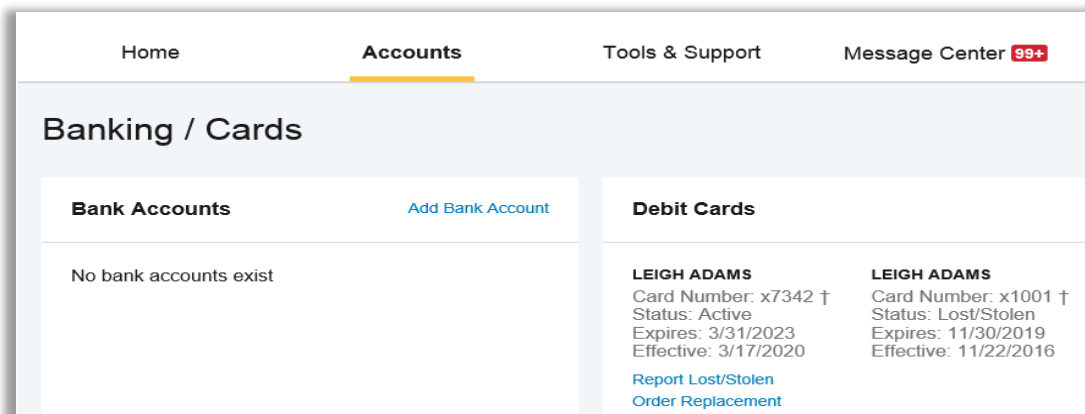 Home Accounts Tools & Support Message Center 99+
Banking / Cards
Bank Accounts Add Bank Account
No bank accounts exist
Debit Cards
LEIGH ADAMS
Card Number: x7342 †
Status: Active
Expires: 3/31/2023
Effective: 3/17/2020
Report Lost/Stolen
Order Replacement
LEIGH ADAMS
Card Number: x1001 †
Status: Lost/Stolen
Expires: 11/30/2019
Effective: 11/22/2016